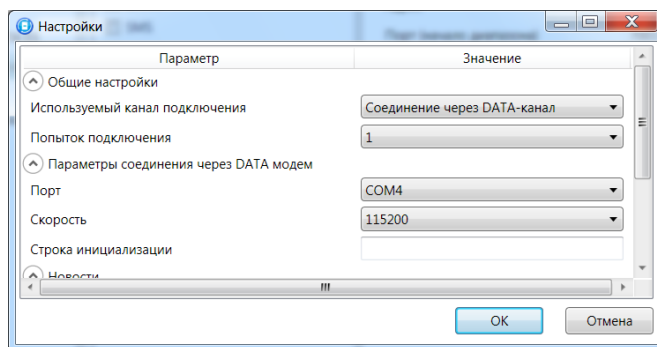 Настройки
Параметр Значение
Общие настройки
Используемый канал подключения Соединение через DATA-канал
Попыток подключения 1
Параметры соединения через DATA модем
Порт COM4
Скорость 115200
Строка инициализации
Новости
OK Отмена